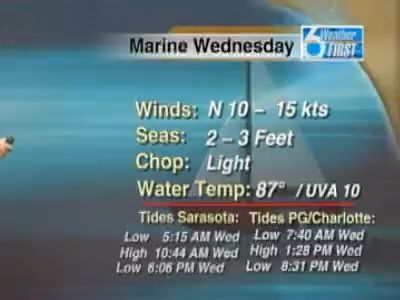 Marine Wednesday
6 Weather FIRST
Winds: N 10 - 15 kts
Seas: 2 - 3 Feet
Chop: Light
Water Temp: 87° / UVA 10
Tides Sarasota: Tides PG/Charlotte:
Low 5:15 AM Wed Low 7:40 AM Wed
High 10:44 AM Wed High 1:28 PM Wed
Low 6:06 PM Wed Low 8:31 PM Wed